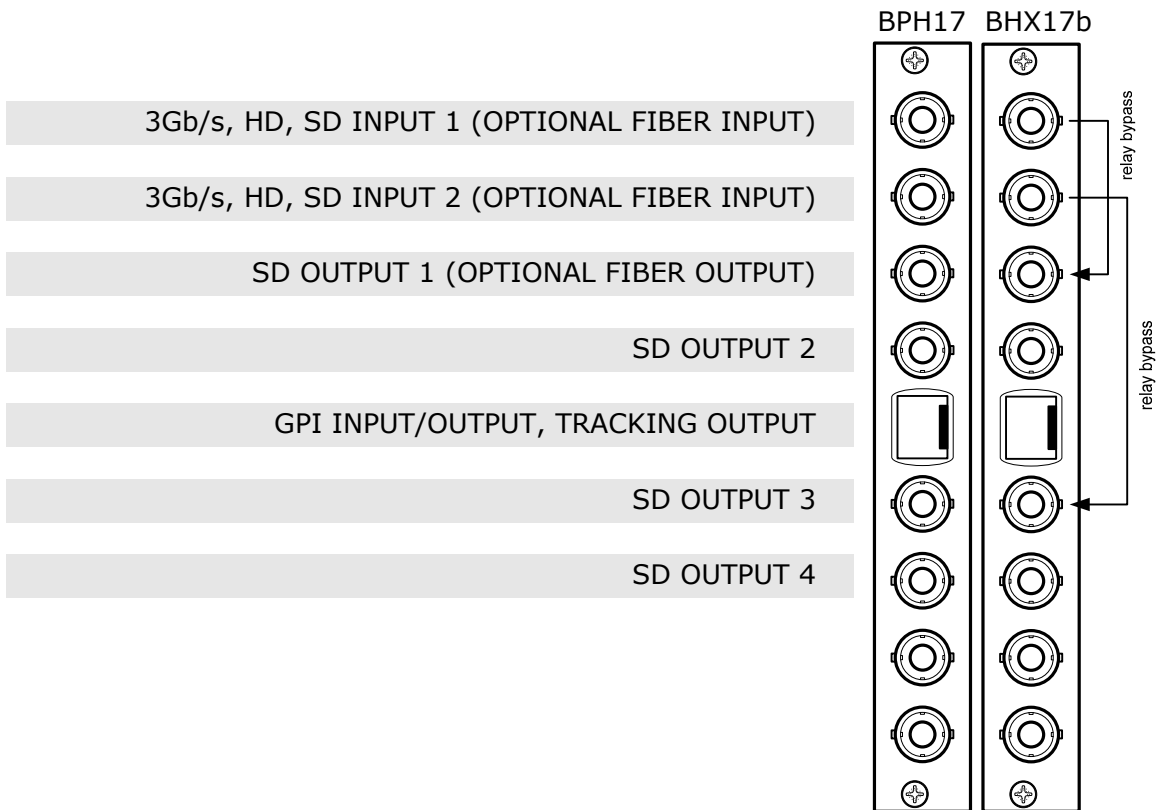 BPH17 BHX17b
3Gb/s, HD, SD INPUT 1 (OPTIONAL FIBER INPUT)
relay bypass
3Gb/s, HD, SD INPUT 2 (OPTIONAL FIBER INPUT)
SD OUTPUT 1 (OPTIONAL FIBER OUTPUT)
SD OUTPUT 2
relay bypass
GPI INPUT/OUTPUT, TRACKING OUTPUT
SD OUTPUT 3
SD OUTPUT 4